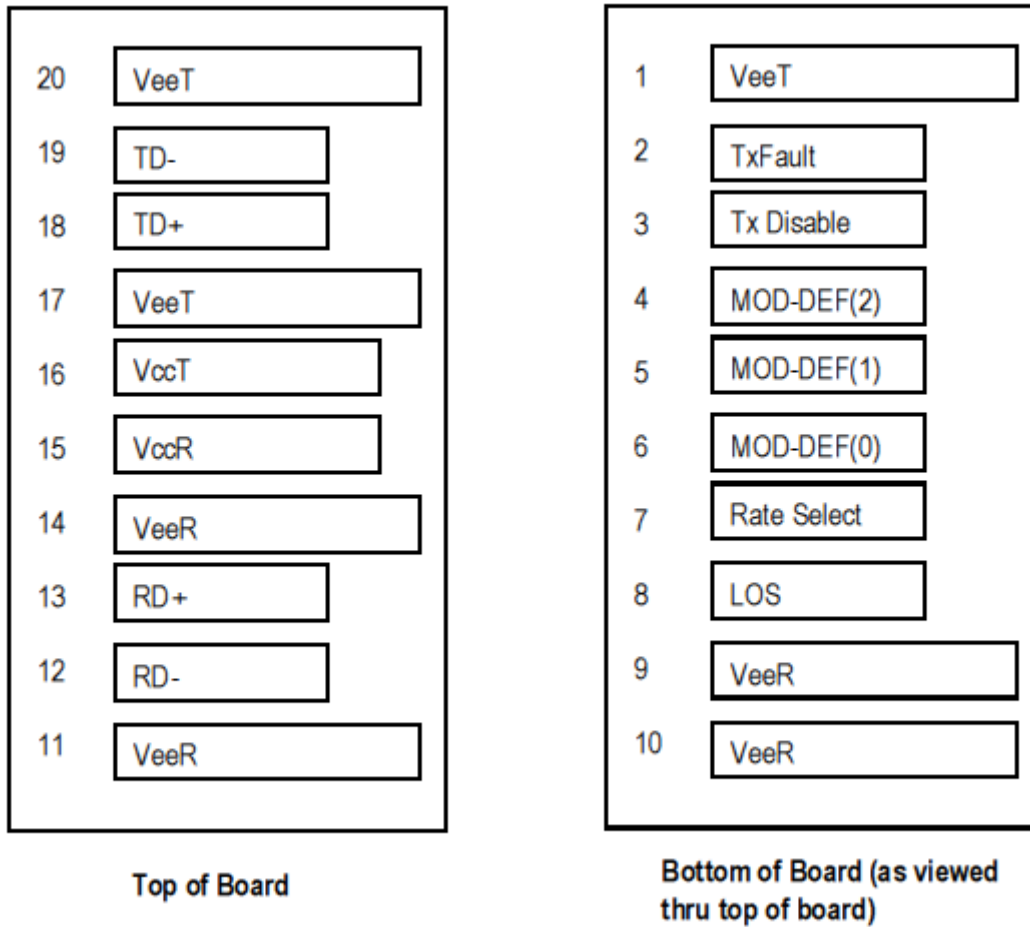 20 VeeT
19 TD-
18 TD+
17 VeeT
16 VccT
15 VccR
14 VeeR
13 RD+
12 RD-
11 VeeR
Top of Board
1 VeeT
2 TxFault
3 Tx Disable
4 MOD-DEF(2)
5 MOD-DEF(1)
6 MOD-DEF(0)
7 Rate Select
8 LOS
9 VeeR
10 VeeR
Bottom of Board (as viewed
thru top of board)